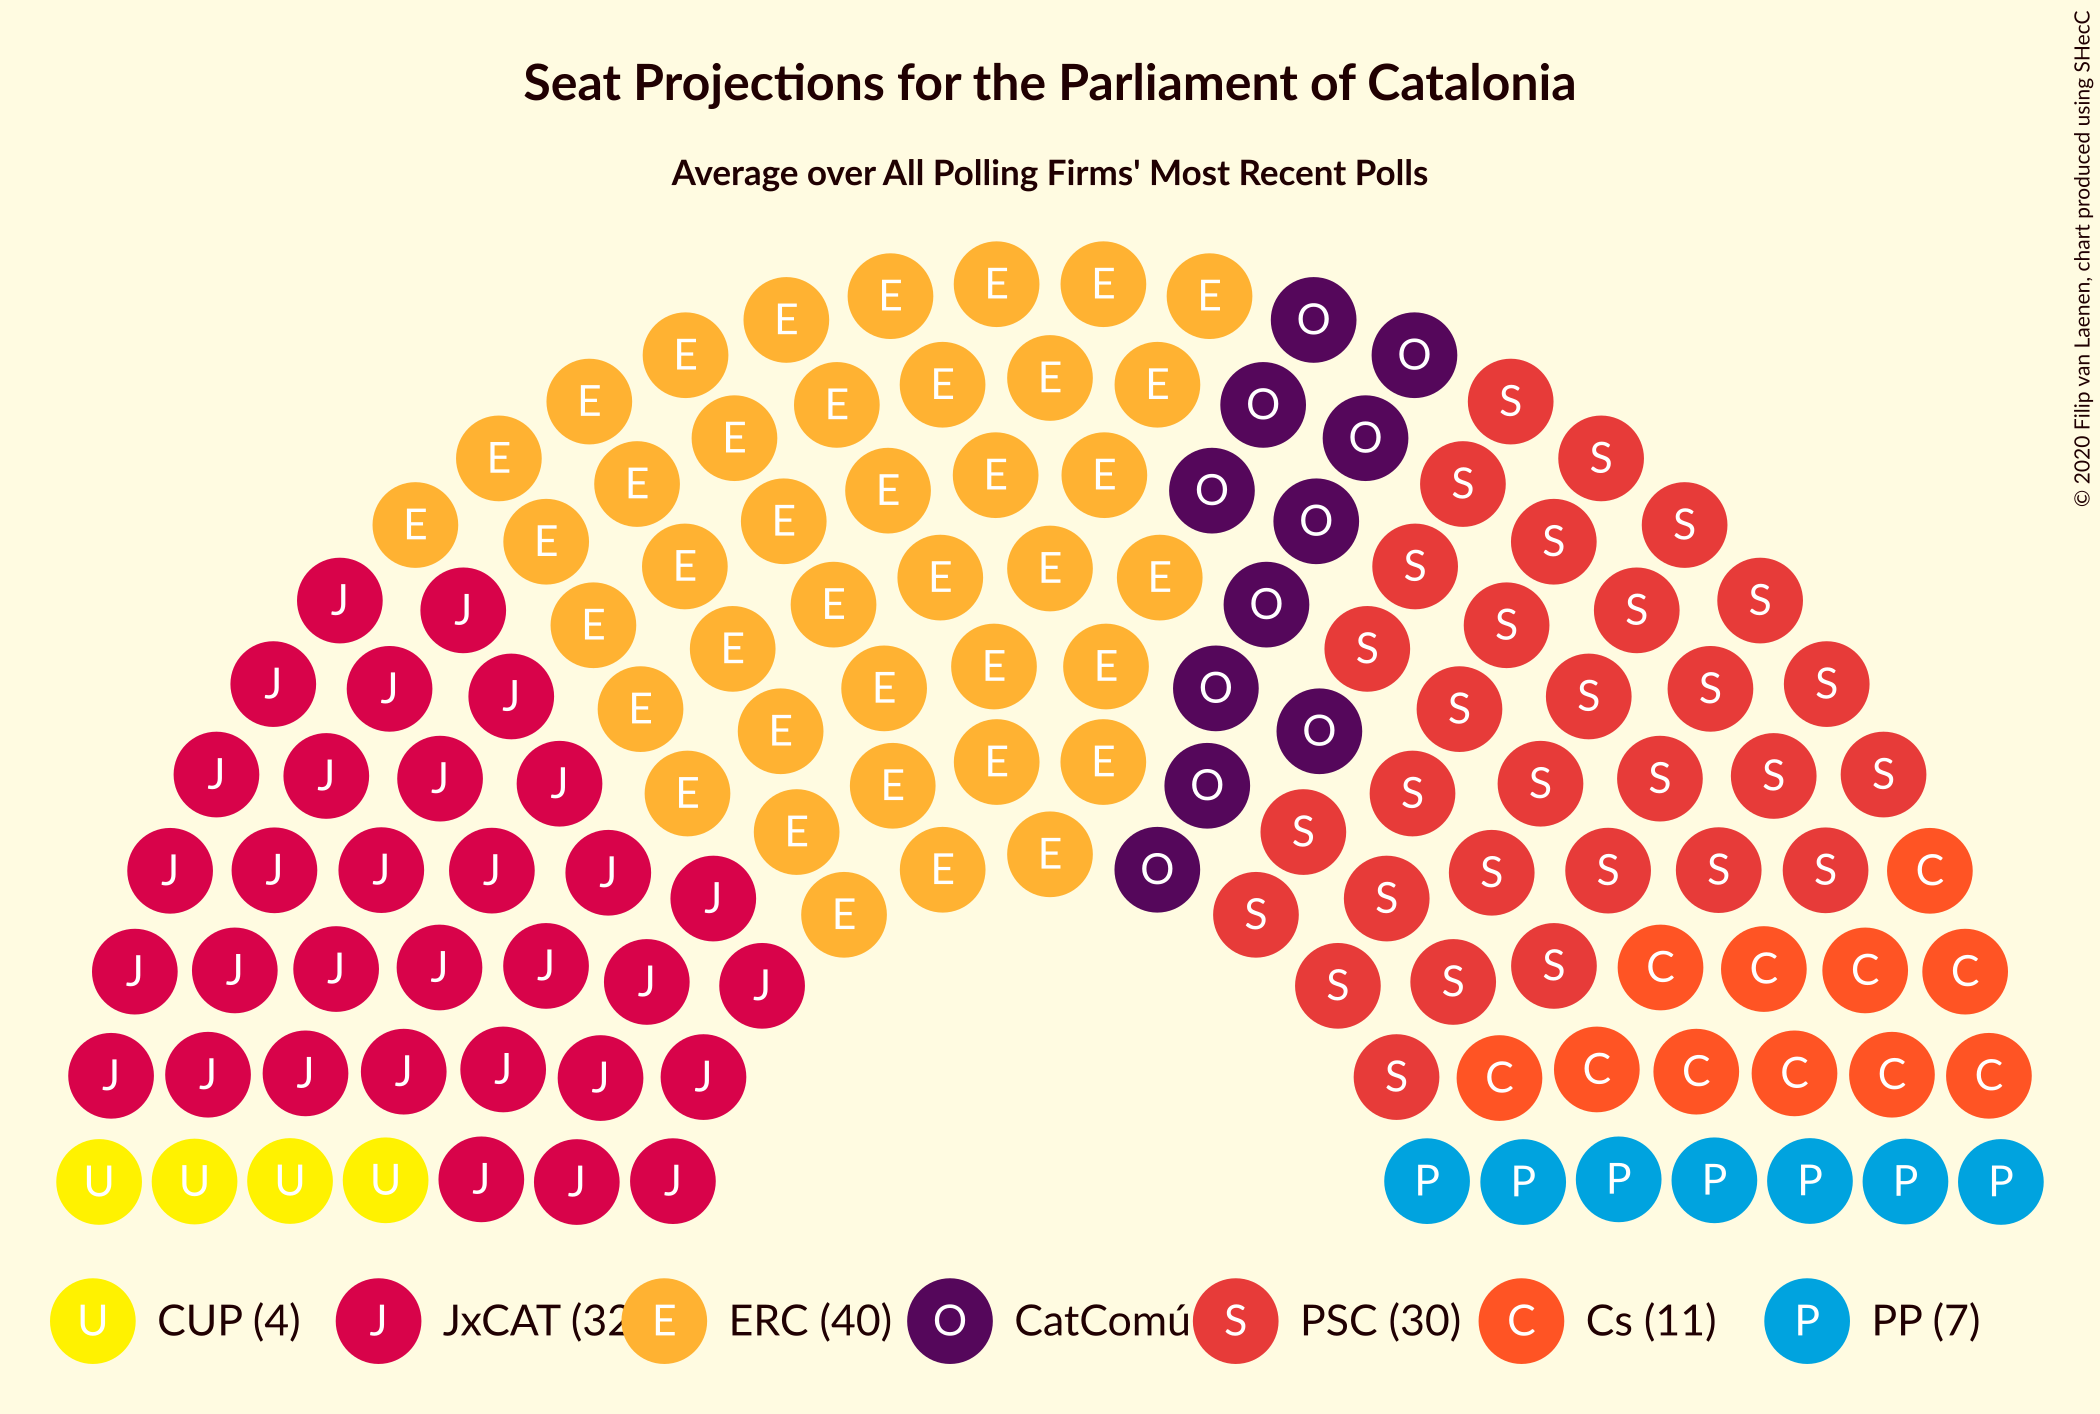 Seat Projections for the Parliament of Catalonia
Average over All Polling Firms' Most Recent Polls
© 2020 Filip van Laenen, chart produced using SHecC
E E E E E O
E E E E E E O O S
E E E E E E O O S S
E E E E E O S S S
J J E E E E O S S S
J J J E E E E E O S S S S S
J J J J E E E E E O O S S S S S
J J J J J J E E E E O S S S S S S S C
J J J J J J J S S S C C C C
J J J J J J J S C C C C C C
U U U U J J J P P P P P P P
U CUP (4) J JxCAT (32 E ERC (40) O CatComú S PSC (30) C Cs (11) P PP (7)